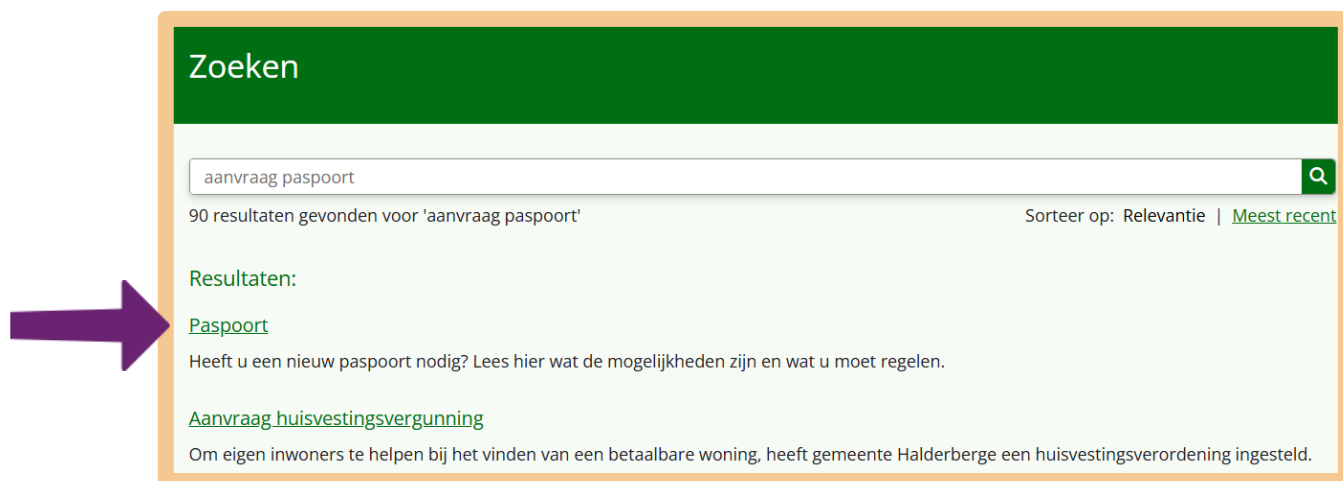 Zoeken
aanvraag paspoort
90 resultaten gevonden voor 'aanvraag paspoort' Sorteer op: Relevantie | Meest recent
Resultaten:
Paspoort
Heeft u een nieuw paspoort nodig? Lees hier wat de mogelijkheden zijn en wat u moet regelen.
Aanvraag huisvestingsvergunning
Om eigen inwoners te helpen bij het vinden van een betaalbare woning, heeft gemeente Halderberge een huisvestingsverordening ingesteld.